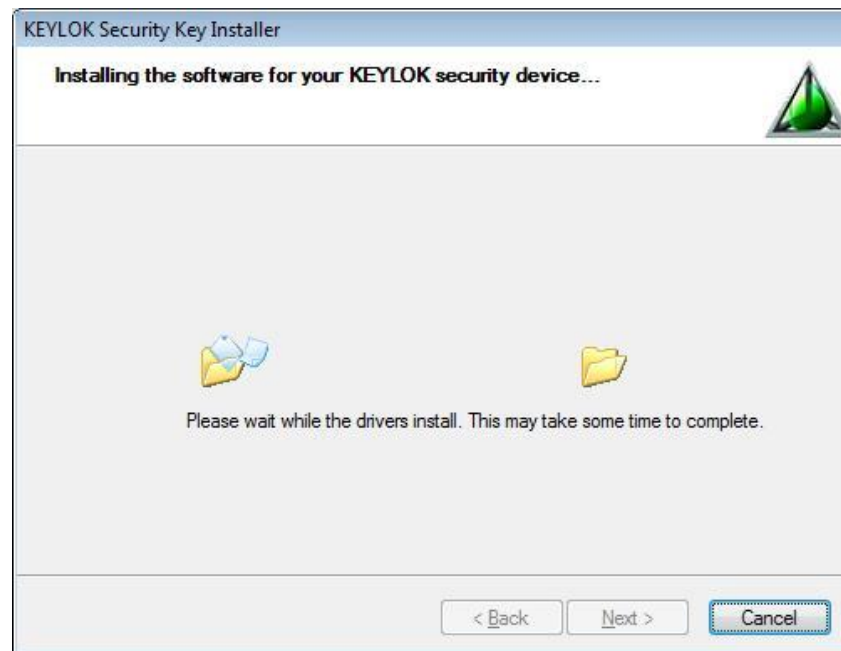 KEYLOK Security Key Installer
Installing the software for your KEYLOK security device...
Please wait while the drivers install. This may take some time to complete.
< Back Next > Cancel